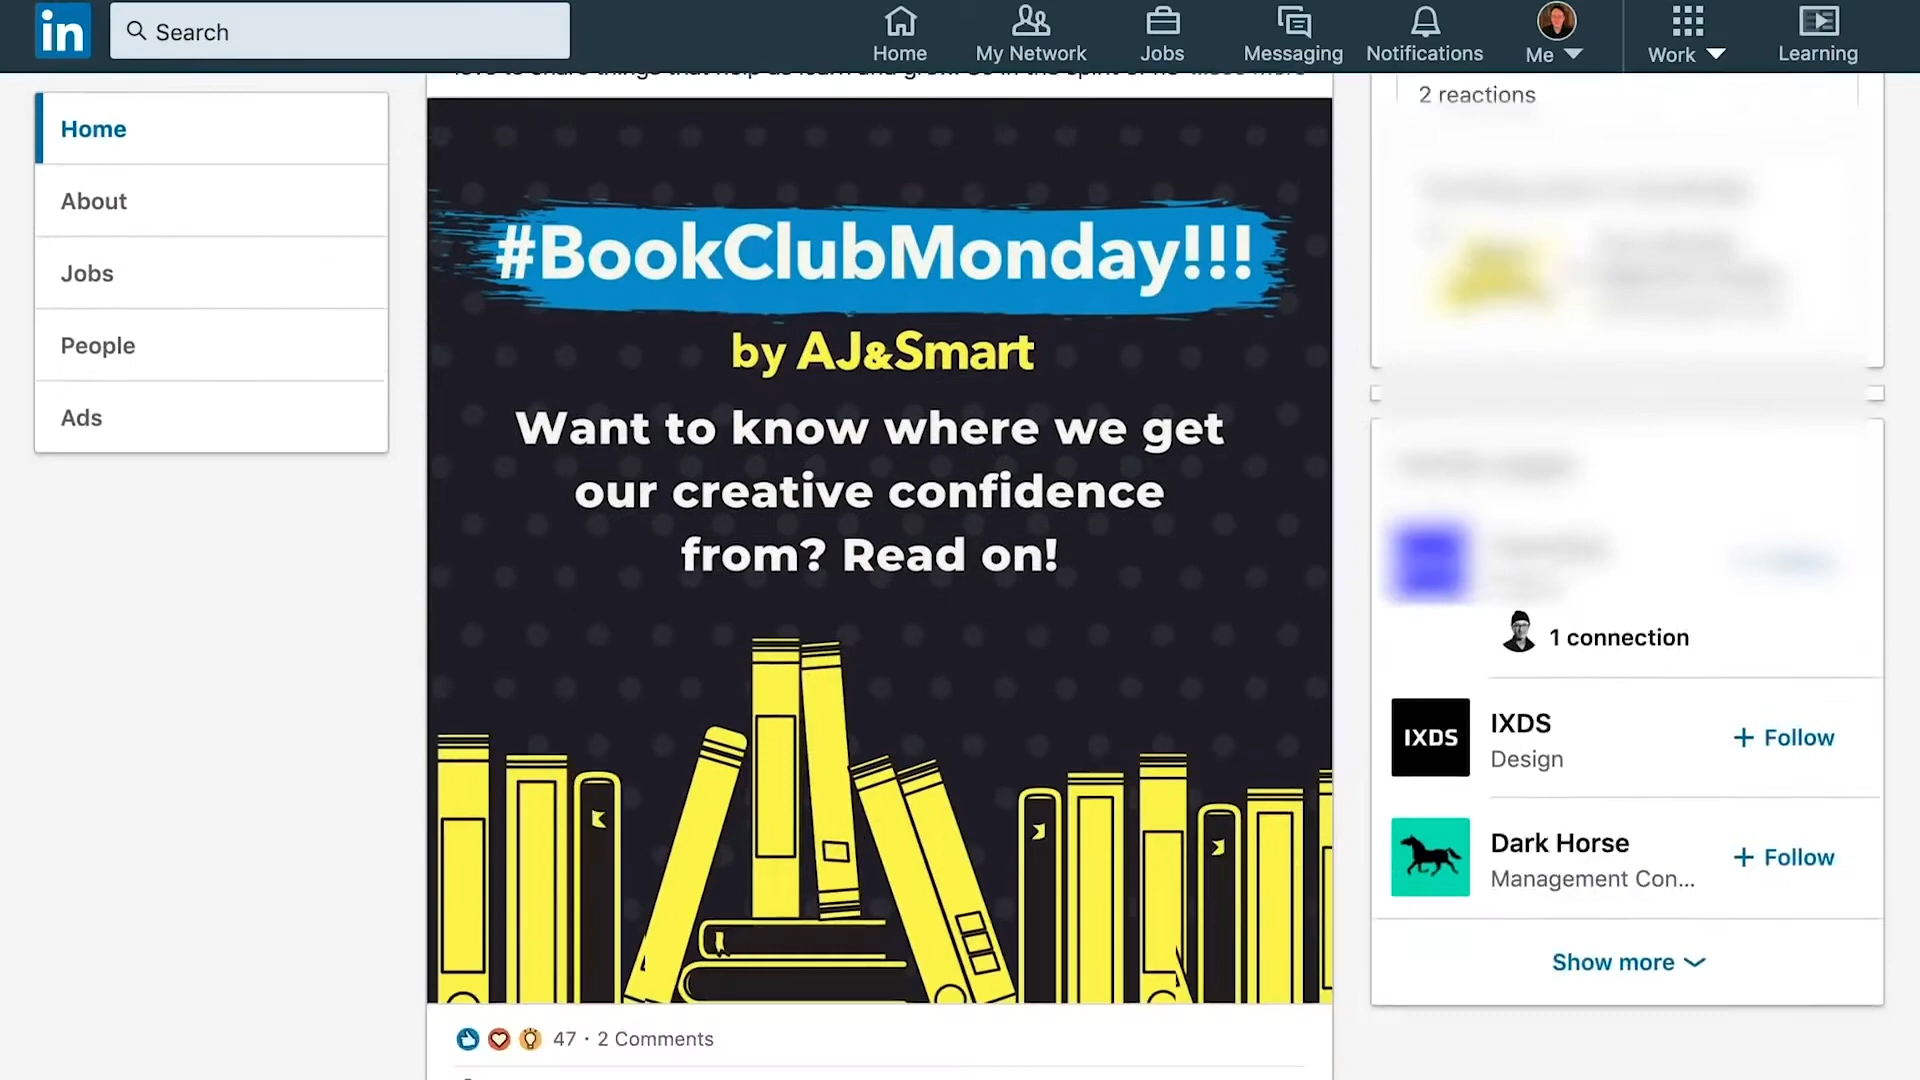 in
Search
Home
My Network
Jobs
Messaging
Notifications
Me
Work
Learning
Home
About
Jobs
People
Ads
#BookClubMonday!!!
by AJ&Smart
Want to know where we get
our creative confidence
from? Read on!
47 · 2 Comments
2 reactions
1 connection
IXDS
IXDS
Design
+ Follow
Dark Horse
Management Con...
+ Follow
Show more